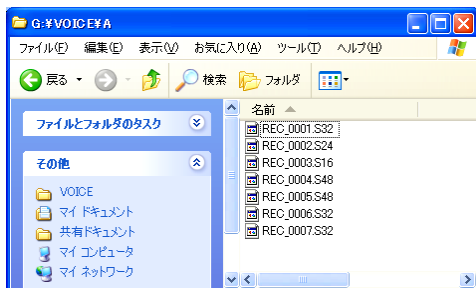 G:¥VOICE¥A
ファイル(F) 編集(E) 表示(V) お気に入り(A) ツール(T) ヘルプ(H)
戻る 検索 フォルダ
ファイルとフォルダのタスク
その他
VOICE
マイ ドキュメント
共有ドキュメント
マイ コンピュータ
マイ ネットワーク
名前
REC_0001.S32
REC_0002.S24
REC_0003.S16
REC_0004.S48
REC_0005.S48
REC_0006.S32
REC_0007.S32